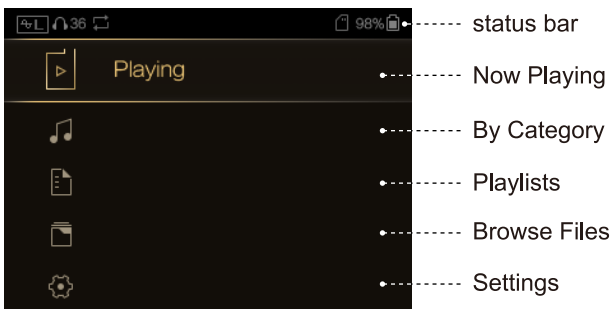 L 36 98% status bar
Playing Now Playing
By Category
Playlists
Browse Files
Settings